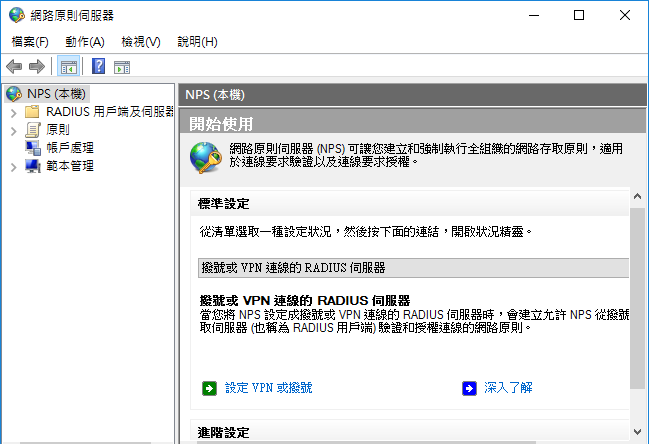 網路原則伺服器
檔案(F) 動作(A) 檢視(V) 說明(H)
NPS (本機)
RADIUS 用戶端及伺服器
原則
帳戶處理
範本管理
NPS (本機)
開始使用
網路原則伺服器 (NPS) 可讓您建立和強制執行全組織的網路存取原則，適用
於連線要求驗證以及連線要求授權。
標準設定
從清單選取一種設定狀況，然後按下面的連結，開啟狀況精靈。
撥號或 VPN 連線的 RADIUS 伺服器
撥號或 VPN 連線的 RADIUS 伺服器
當您將 NPS 設定成撥號或 VPN 連線的 RADIUS 伺服器時，會建立允許 NPS 從撥號
取伺服器 (也稱為 RADIUS 用戶端) 驗證和授權連線的網路原則。
設定 VPN 或撥號 深入了解
進階設定